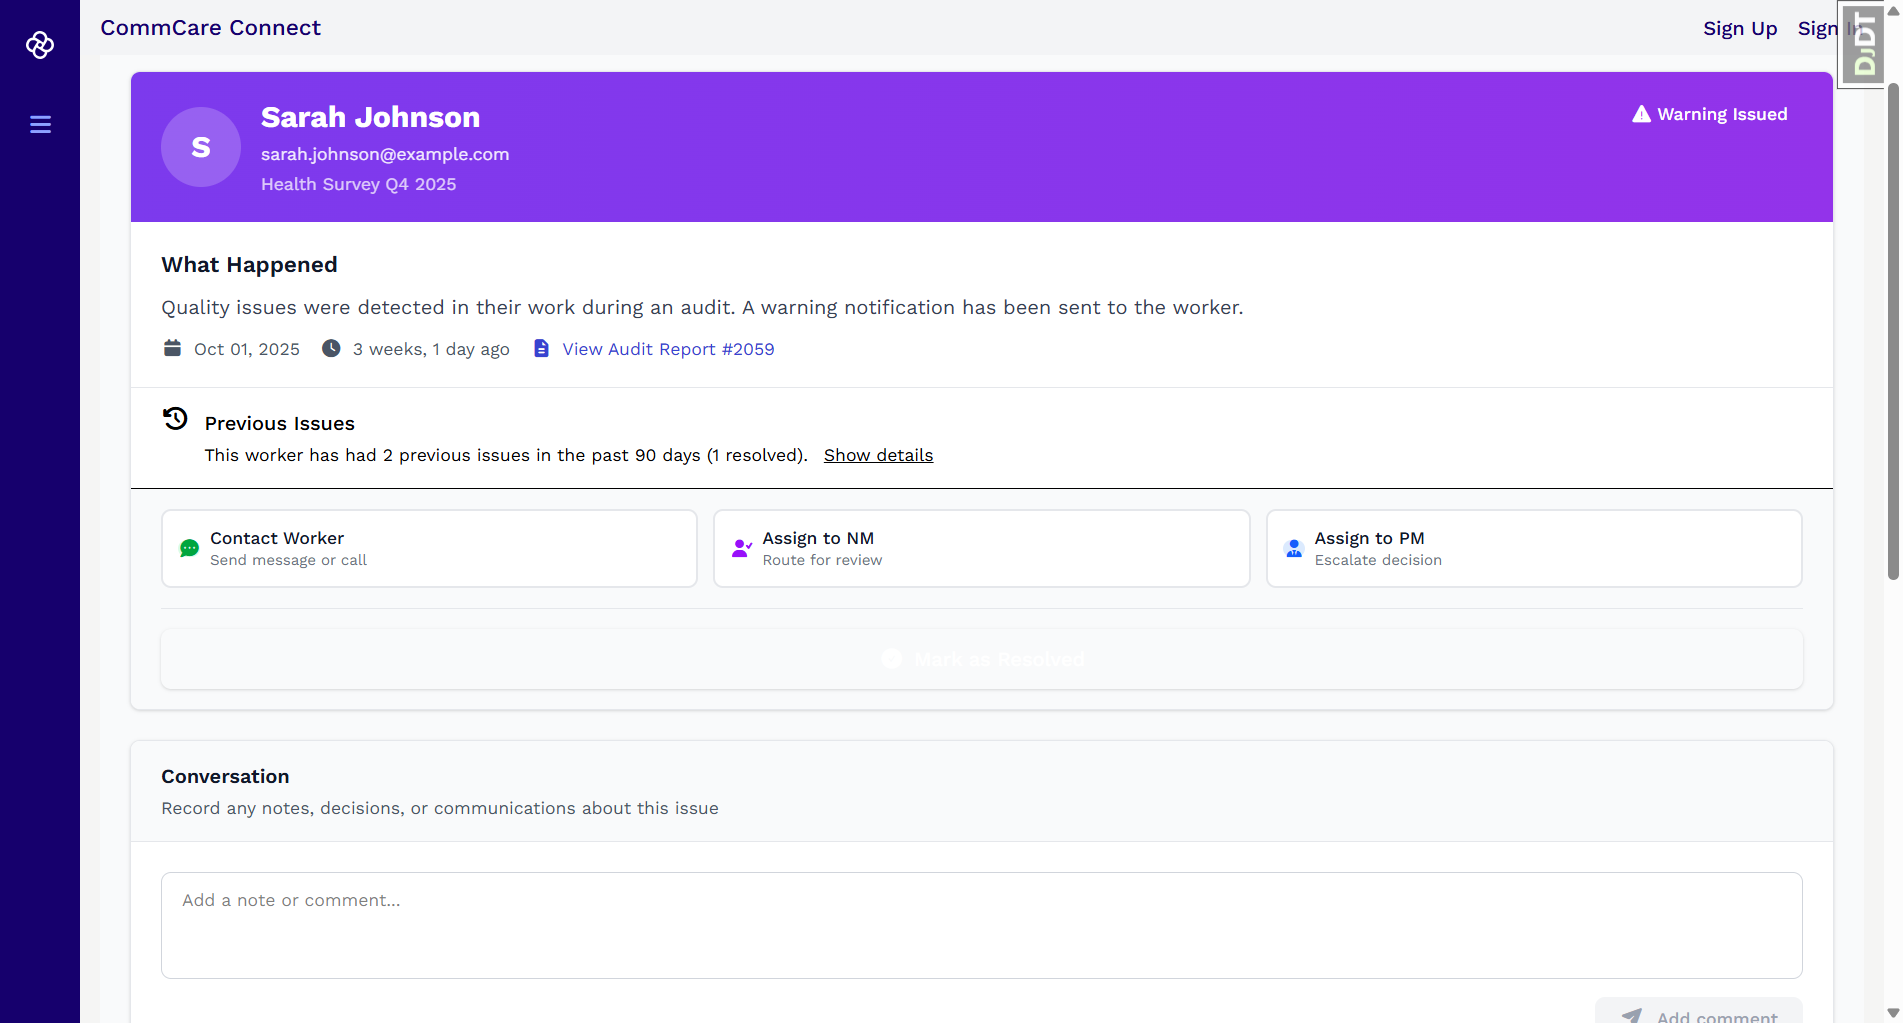 CommCare Connect
Sign Up
Sign In
DJDT
S
Sarah Johnson
sarah.johnson@example.com
Health Survey Q4 2025
Warning Issued
What Happened
Quality issues were detected in their work during an audit. A warning notification has been sent to the worker.
Oct 01, 2025
3 weeks, 1 day ago
View Audit Report #2059
Previous Issues
This worker has had 2 previous issues in the past 90 days (1 resolved). Show details
Contact Worker
Send message or call
Assign to NM
Route for review
Assign to PM
Escalate decision
Mark as Resolved
Conversation
Record any notes, decisions, or communications about this issue
Add a note or comment...
Add comment